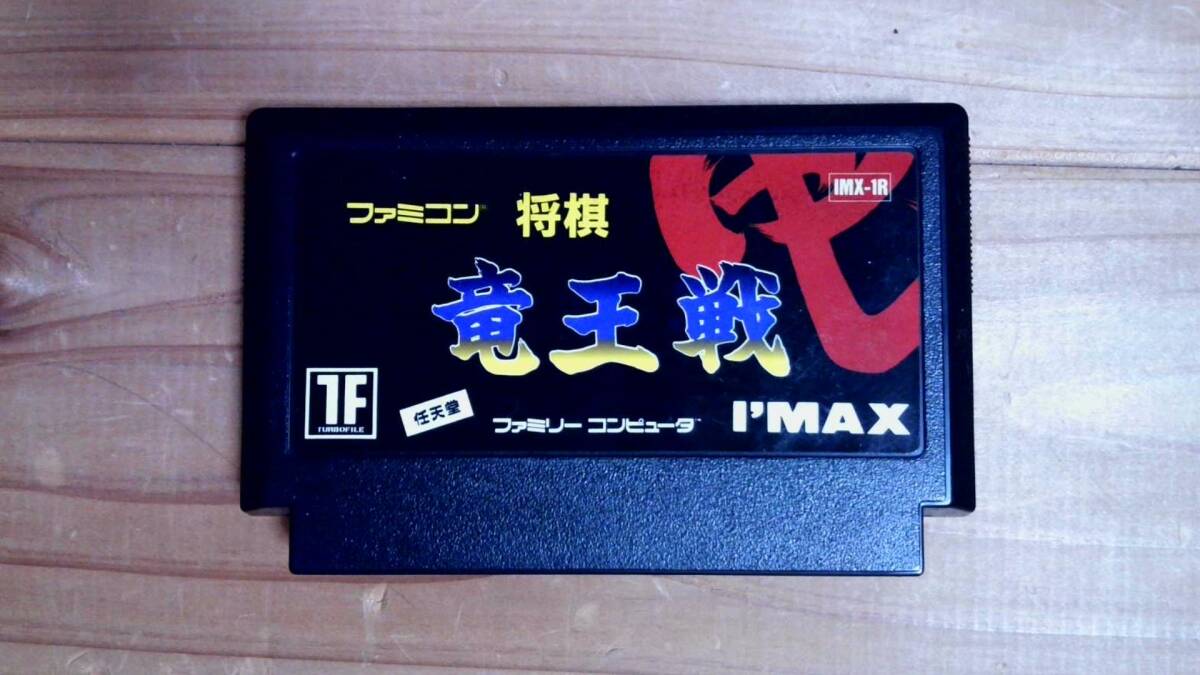 IMX-1R
ファミコン 将棋
竜王戦
TF
TURBOFILE
任天堂
ファミリー コンピュータ
I'MAX